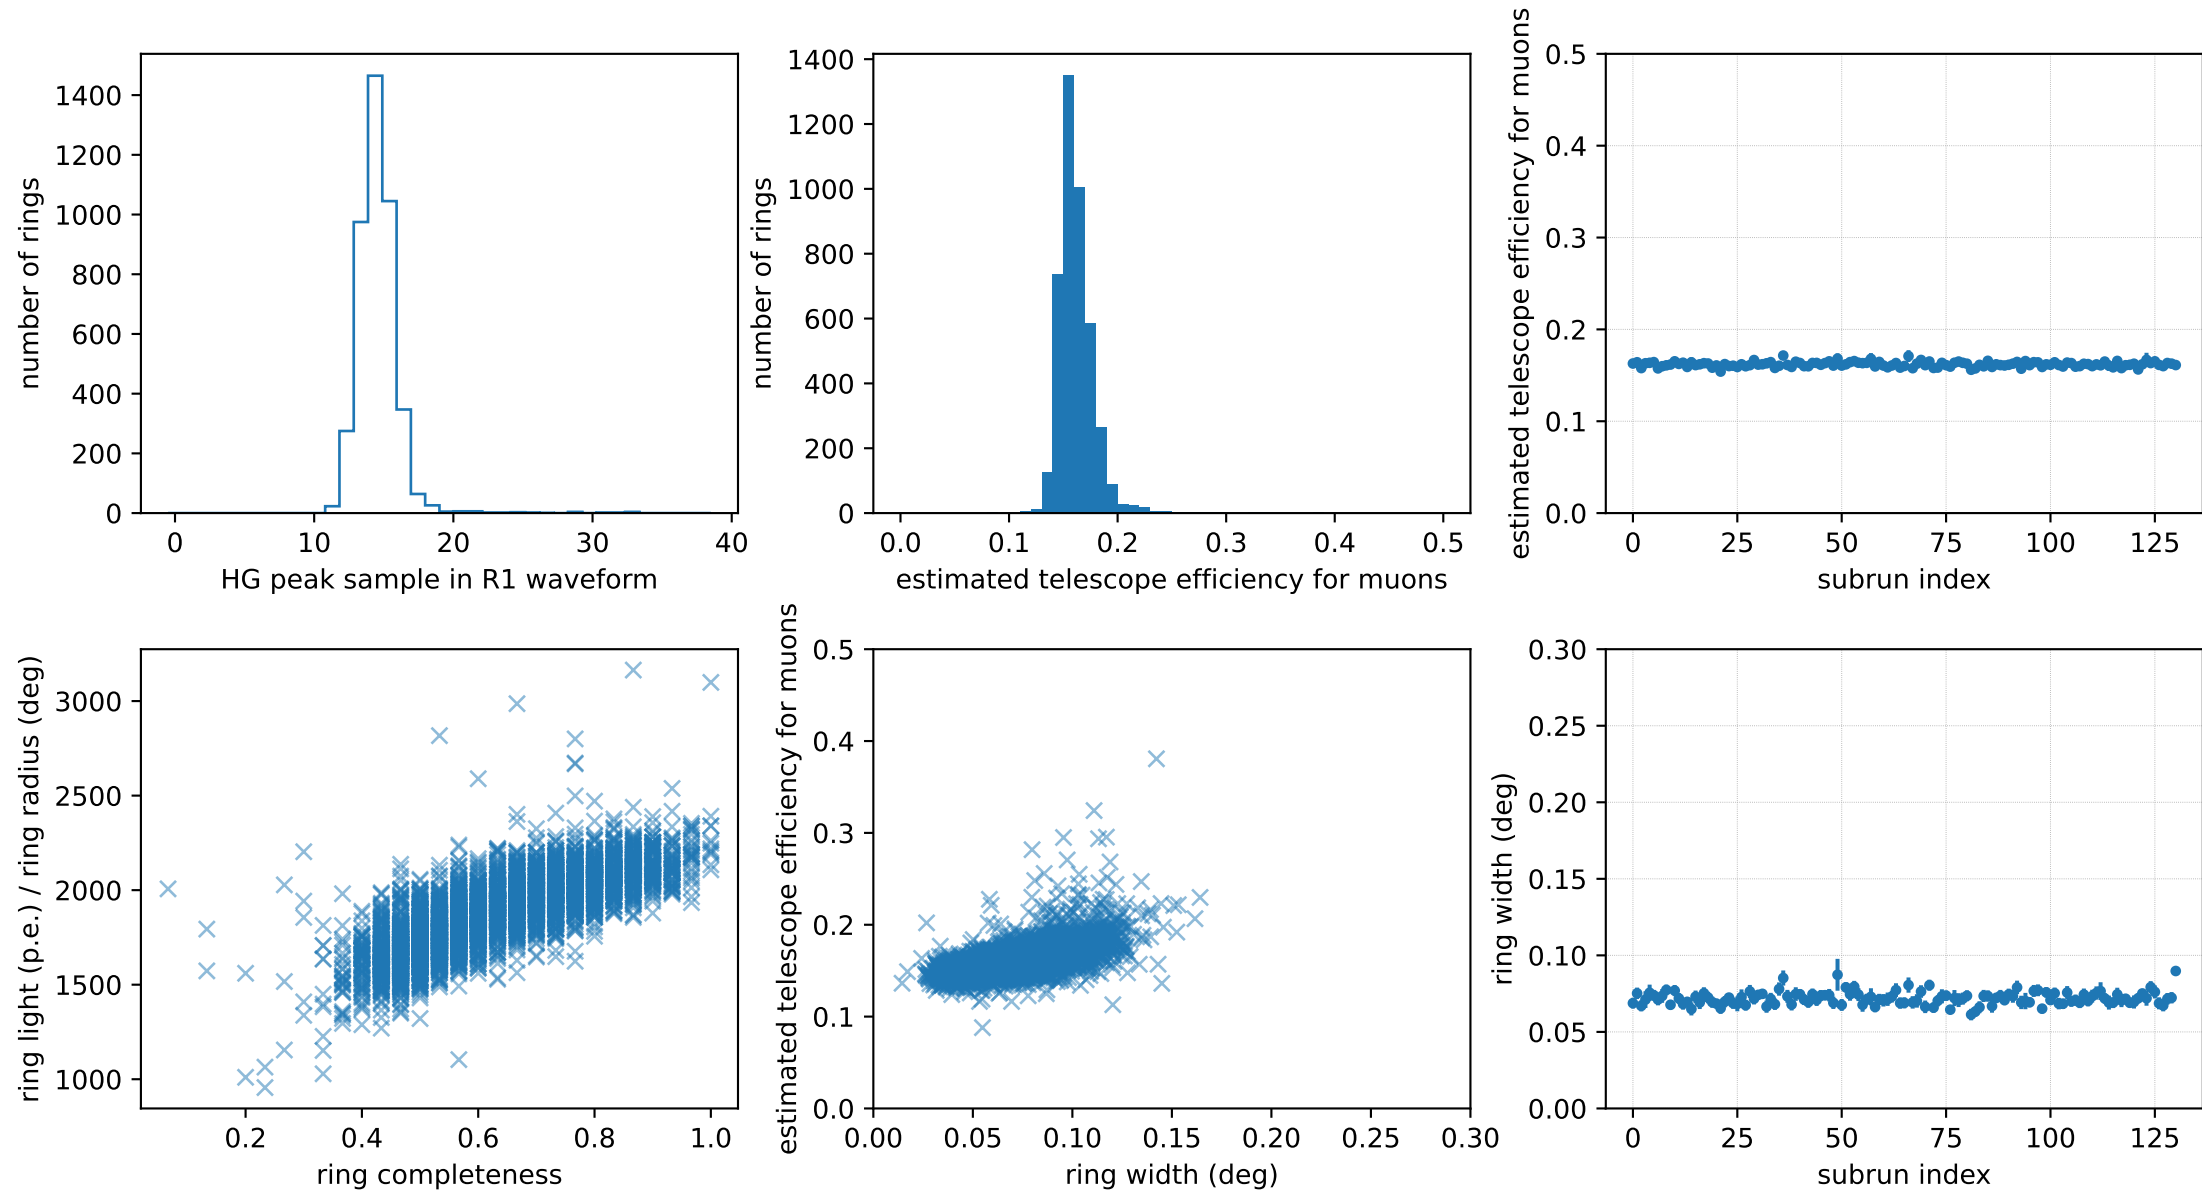 number of rings
1400
1200
1000
800
600
400
200
0
0 10 20 30 40
HG peak sample in R1 waveform
number of rings
1400
1200
1000
800
600
400
200
0
0.0 0.1 0.2 0.3 0.4 0.5
estimated telescope efficiency for muons
estimated telescope efficiency for muons
0.5
0.4
0.3
0.2
0.1
0.0
0 25 50 75 100 125
subrun index
ring light (p.e.) / ring radius (deg)
3000
2500
2000
1500
1000
0.2 0.4 0.6 0.8 1.0
ring completeness
estimated telescope efficiency for muons
0.5
0.4
0.3
0.2
0.1
0.0
0.00 0.05 0.10 0.15 0.20 0.25 0.30
ring width (deg)
ring width (deg)
0.30
0.25
0.20
0.15
0.10
0.05
0.00
0 25 50 75 100 125
subrun index